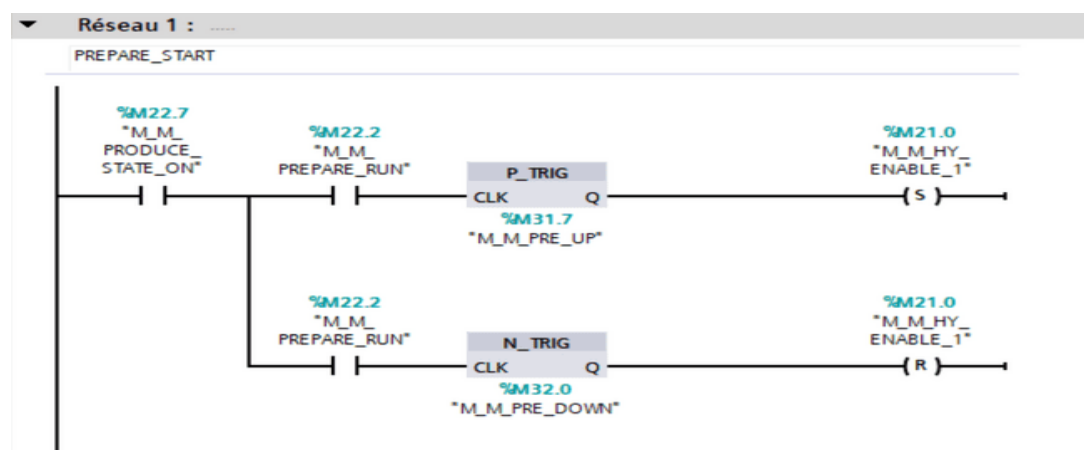 Réseau 1 : .....
PREPARE_START
%M22.7
"M_M_
PRODUCE_
STATE_ON"
%M22.2
"M_M_
PREPARE_RUN"
P_TRIG
CLK Q
%M31.7
"M_M_PRE_UP"
%M21.0
"M_M_HY_
ENABLE_1"
S
%M22.2
"M_M_
PREPARE_RUN"
N_TRIG
CLK Q
%M32.0
"M_M_PRE_DOWN"
%M21.0
"M_M_HY_
ENABLE_1"
R